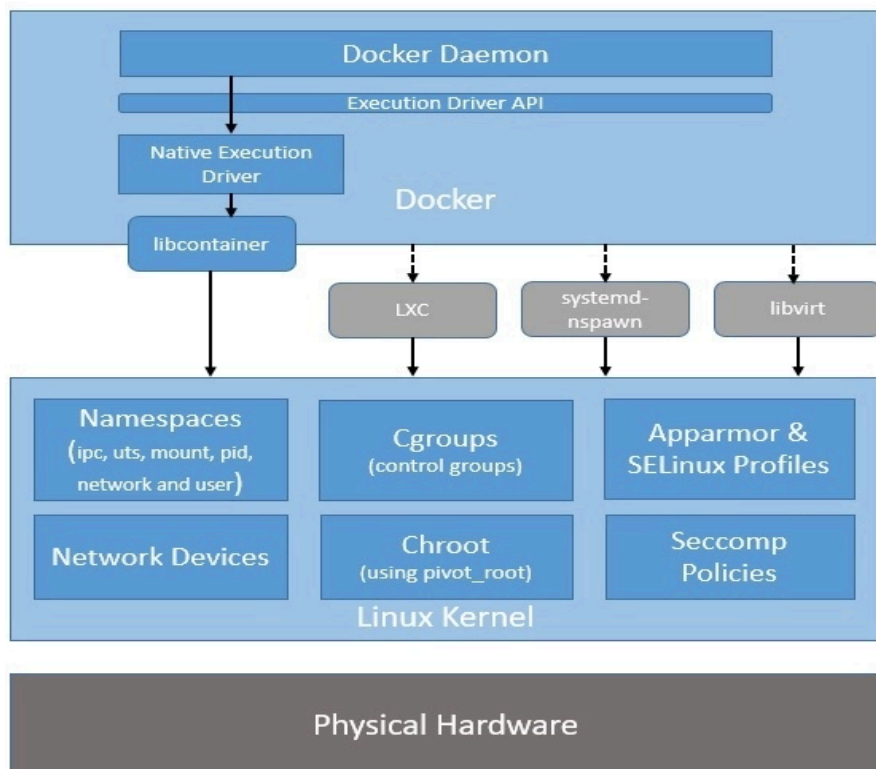 Docker Daemon
Execution Driver API
Native Execution
Driver
Docker
libcontainer
LXC
systemd-
nspawn
libvirt
Namespaces
(ipc, uts, mount, pid,
network and user)
Cgroups
(control groups)
Apparmor &
SELinux Profiles
Network Devices
Chroot
(using pivot_root)
Seccomp
Policies
Linux Kernel
Physical Hardware